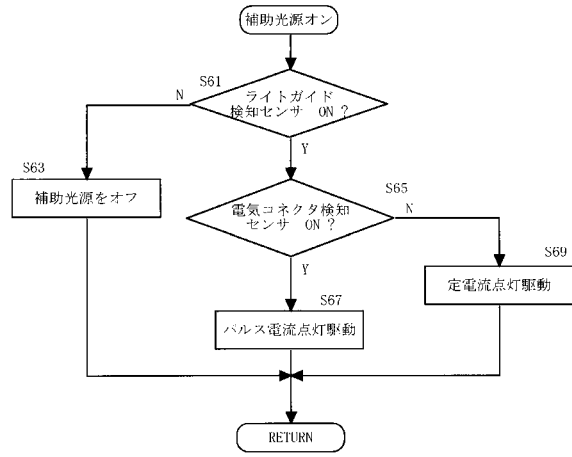 補助光源オン
S61
ライトガイド
検知センサ ON ?
N
Y
S63
補助光源をオフ
S65
電気コネクタ検知
センサ ON ?
N
Y
S69
定電流点灯駆動
S67
パルス電流点灯駆動
RETURN